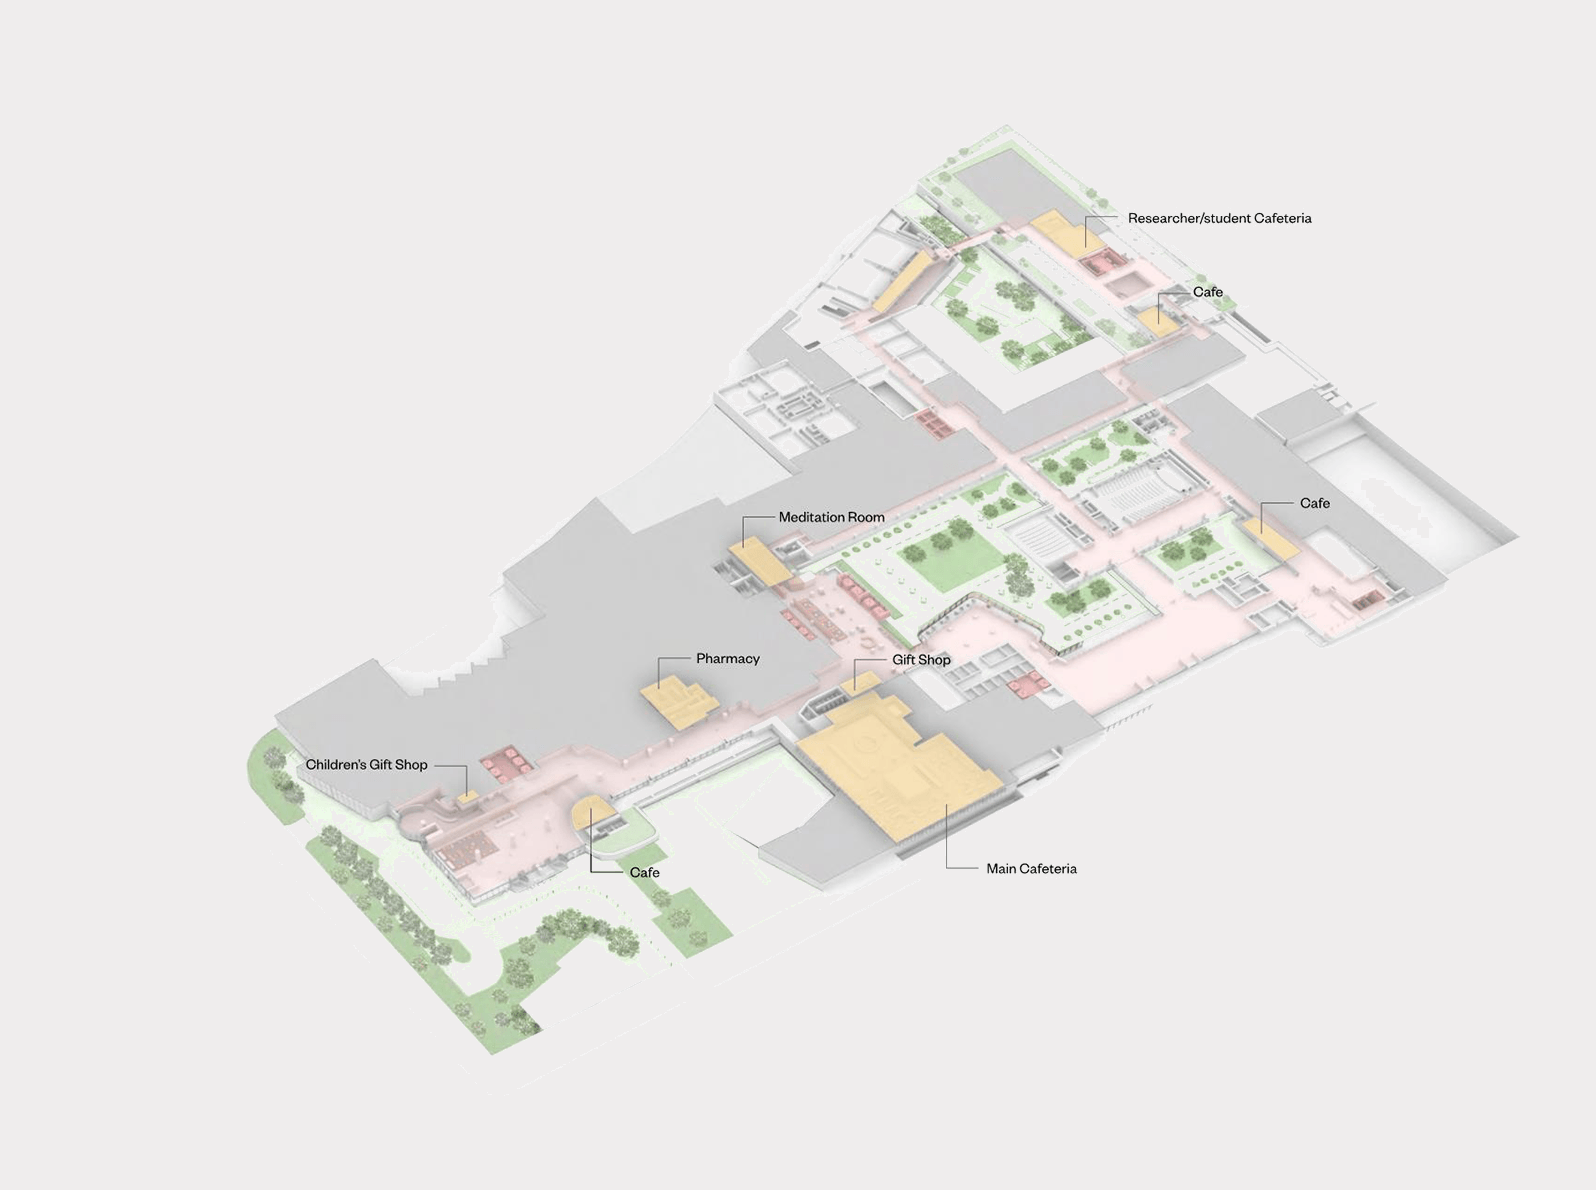 Researcher/student Cafeteria
Cafe
Cafe
Meditation Room
Pharmacy
Gift Shop
Children's Gift Shop
Cafe
Main Cafeteria